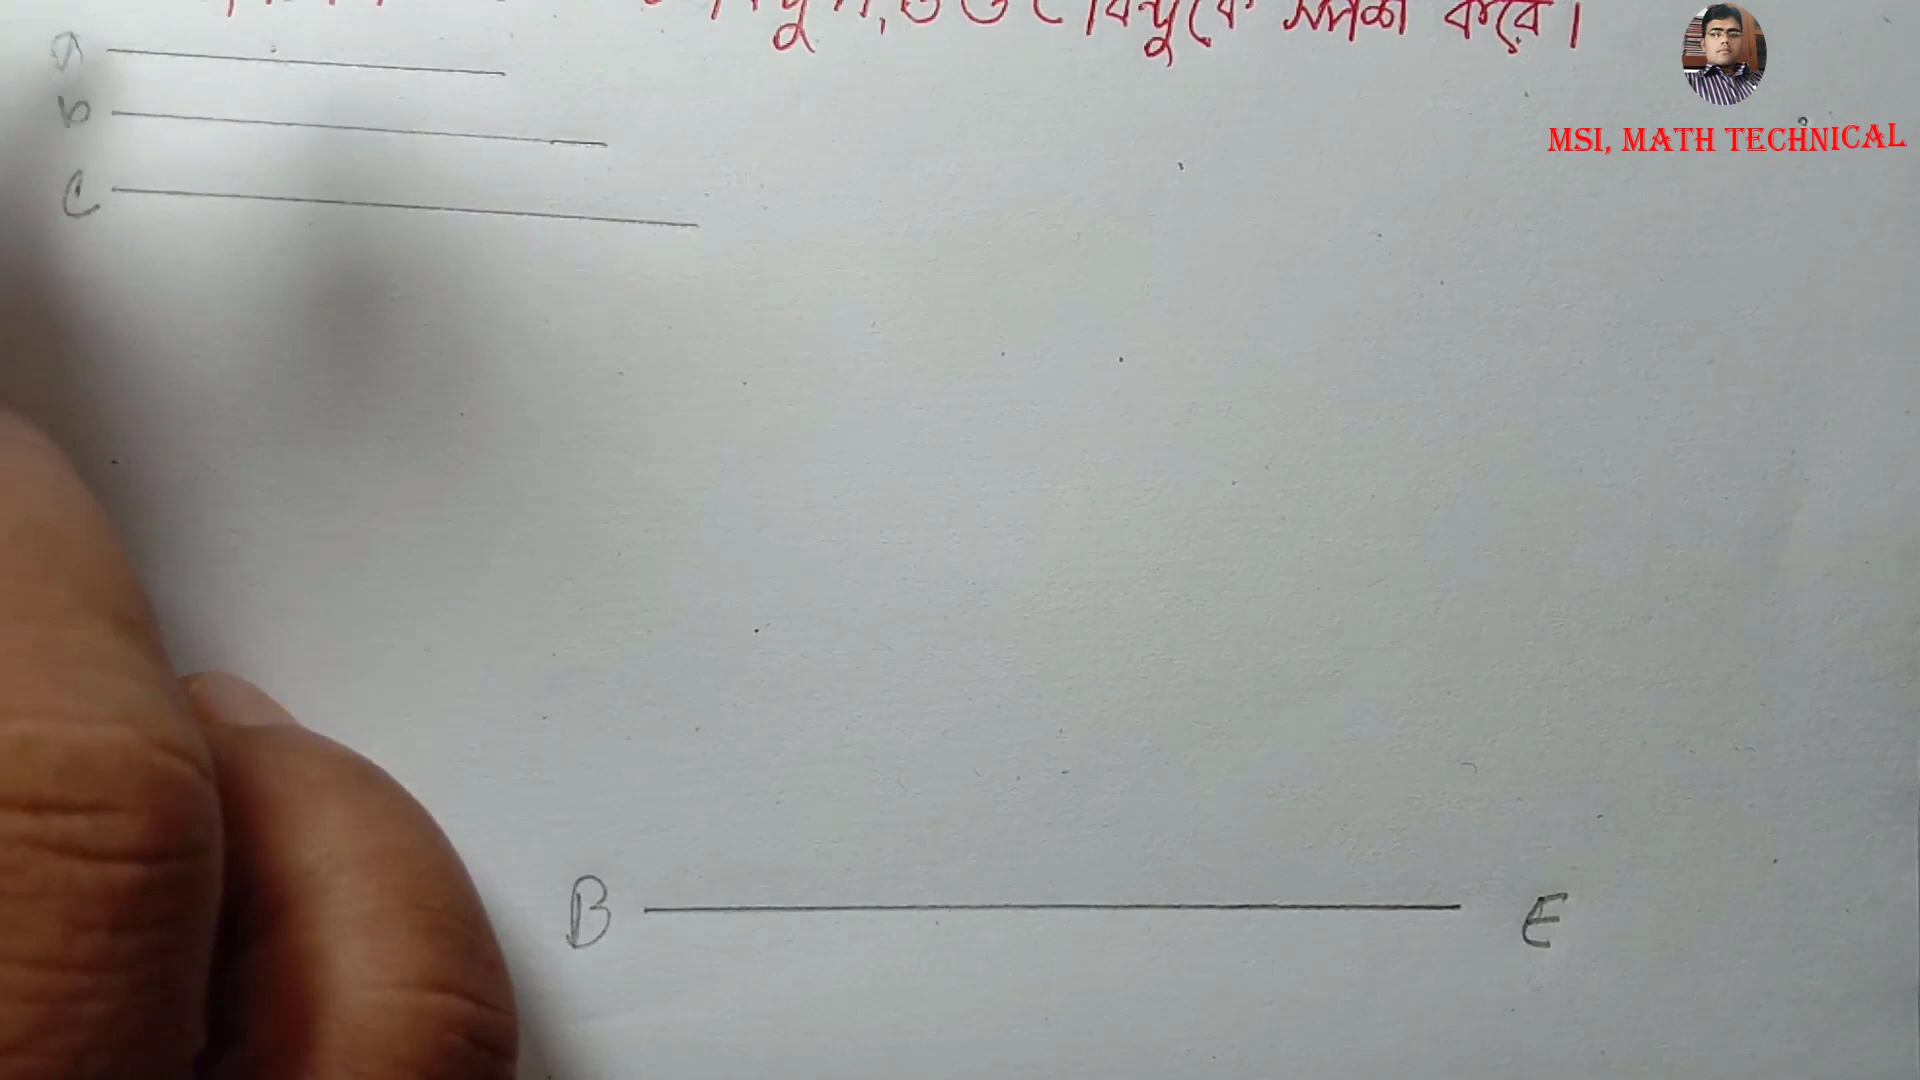 ও C বিন্দুকে স্পর্শ করে।
a
b
c
MSI, MATH TECHNICAL
B E